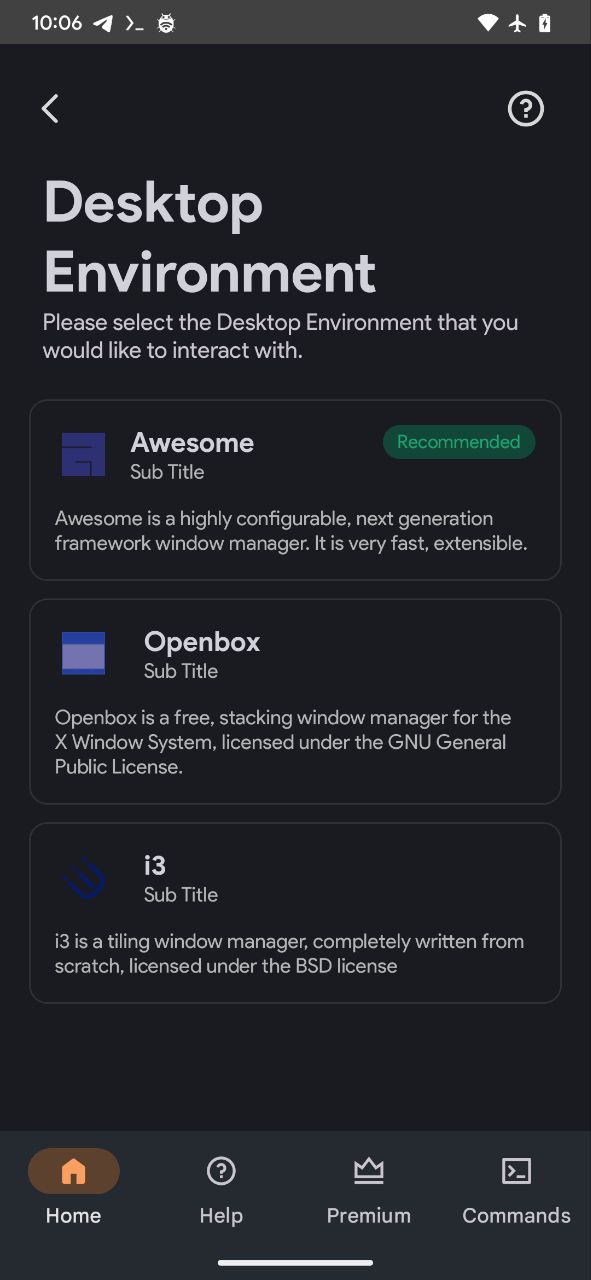 10:06
Desktop
Environment
Please select the Desktop Environment that you
would like to interact with.
Awesome
Recommended
Sub Title
Awesome is a highly configurable, next generation
framework window manager. It is very fast, extensible.
Openbox
Sub Title
Openbox is a free, stacking window manager for the
X Window System, licensed under the GNU General
Public License.
i3
Sub Title
i3 is a tiling window manager, completely written from
scratch, licensed under the BSD license
Home Help Premium Commands